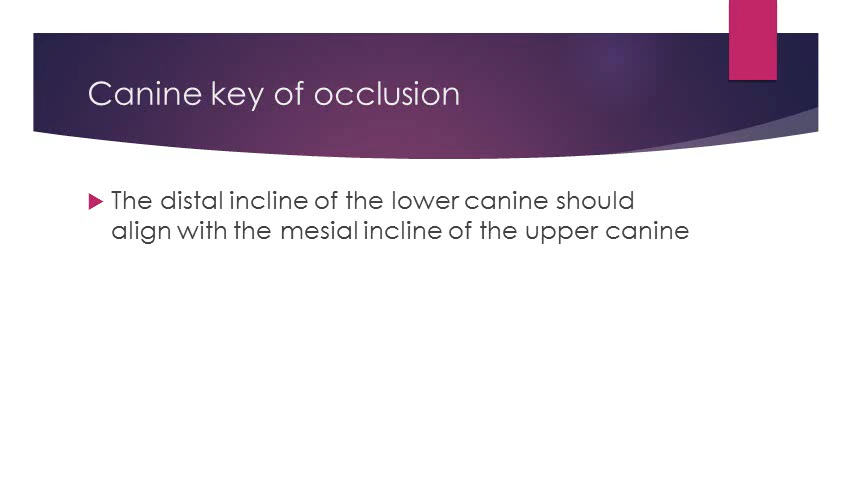 Canine key of occlusion
The distal incline of the lower canine should
align with the mesial incline of the upper canine